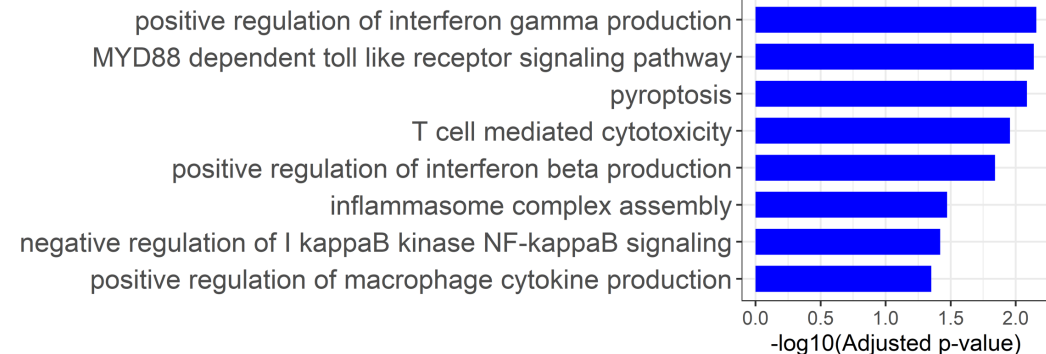 positive regulation of interferon gamma production
MYD88 dependent toll like receptor signaling pathway
pyroptosis
T cell mediated cytotoxicity
positive regulation of interferon beta production
inflammasome complex assembly
negative regulation of I kappaB kinase NF-kappaB signaling
positive regulation of macrophage cytokine production
0.0 0.5 1.0 1.5 2.0
-log10(Adjusted p-value)